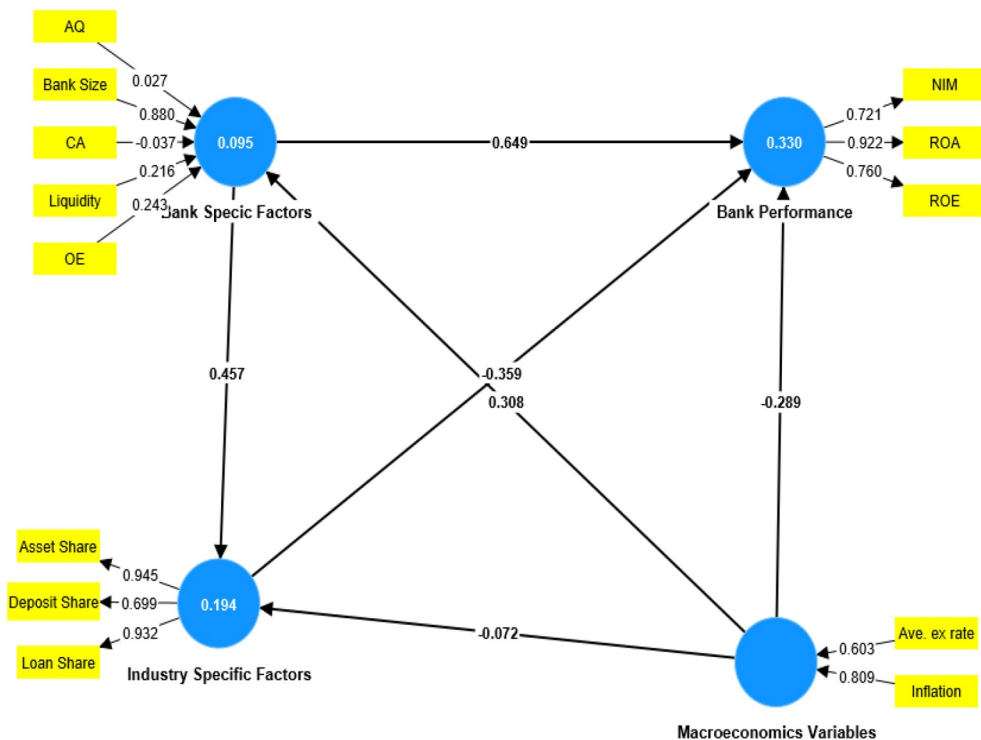 AQ
0.027
Bank Size
0.880
CA
-0.037
Liquidity
0.216
OE
0.243
0.095
Bank Specic Factors
0.649
0.330
Bank Performance
0.721
NIM
0.922
ROA
0.760
ROE
0.457
-0.359
0.308
-0.289
Asset Share
0.945
Deposit Share
0.699
Loan Share
0.932
0.194
Industry Specific Factors
-0.072
0.603
Ave. ex rate
0.809
Inflation
Macroeconomics Variables